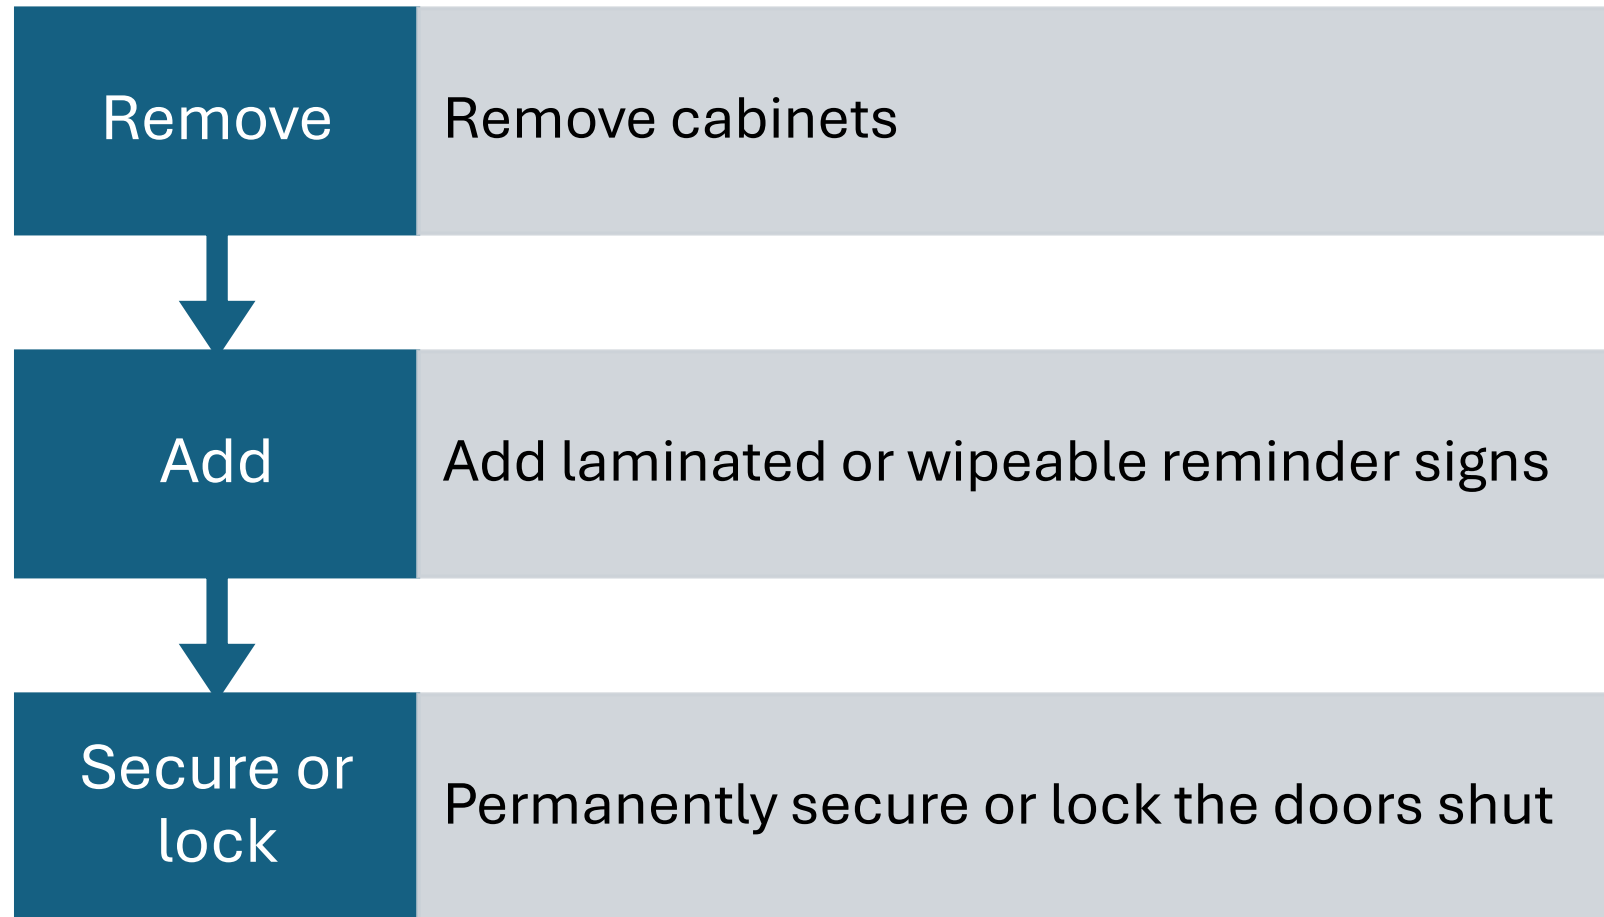 Remove
Remove cabinets
Add
Add laminated or wipeable reminder signs
Secure or
lock
Permanently secure or lock the doors shut